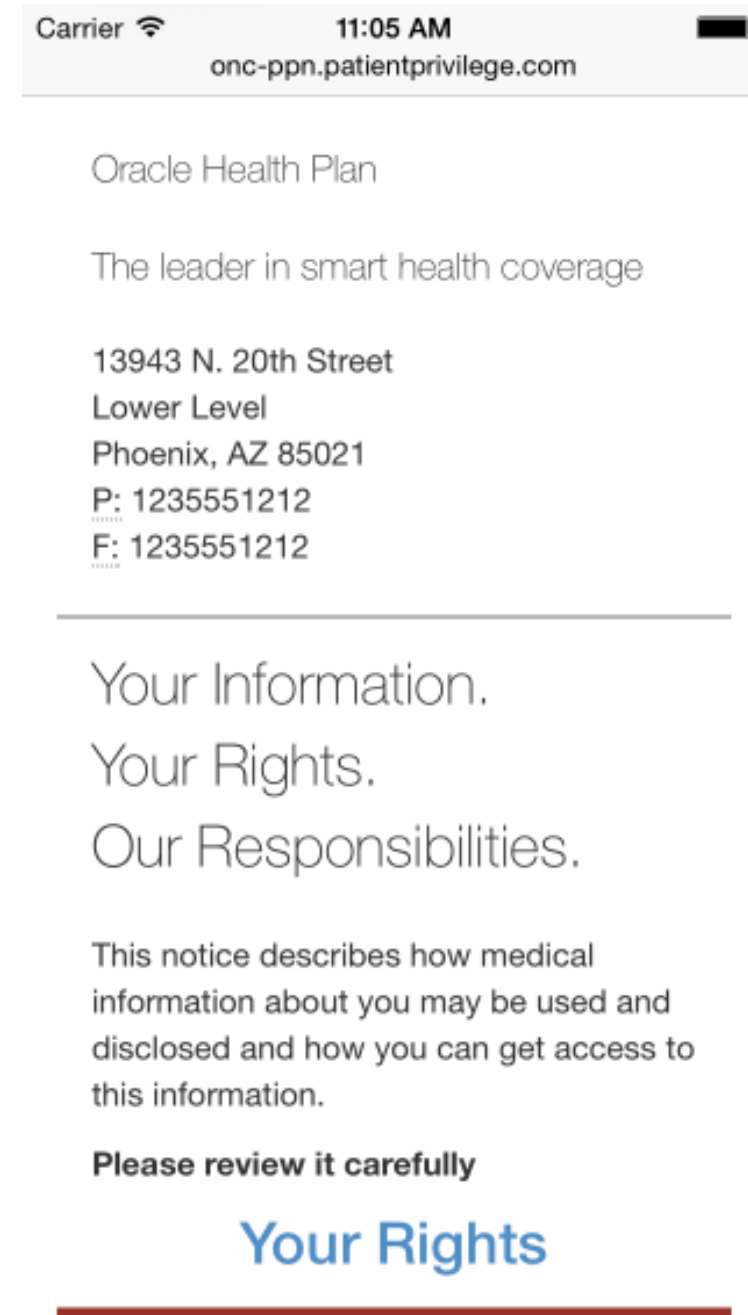 Carrier 11:05 AM
onc-ppn.patientprivilege.com
Oracle Health Plan
The leader in smart health coverage
13943 N. 20th Street
Lower Level
Phoenix, AZ 85021
P: 1235551212
F: 1235551212
Your Information.
Your Rights.
Our Responsibilities.
This notice describes how medical
information about you may be used and
disclosed and how you can get access to
this information.
Please review it carefully
Your Rights